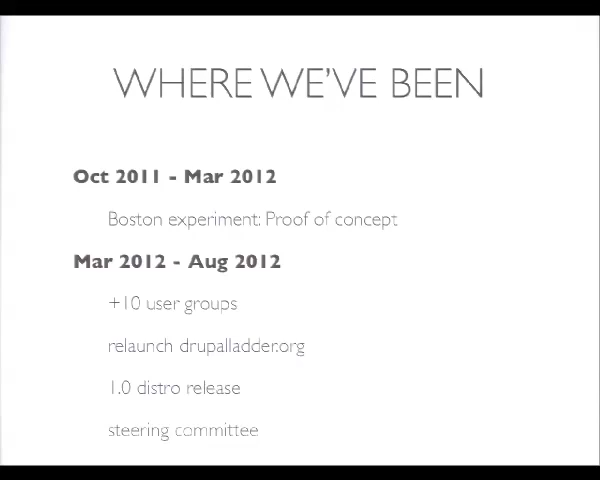 WHERE WE'VE BEEN
Oct 2011 - Mar 2012
Boston experiment: Proof of concept
Mar 2012 - Aug 2012
+10 user groups
relaunch drupalladder.org
1.0 distro release
steering committee